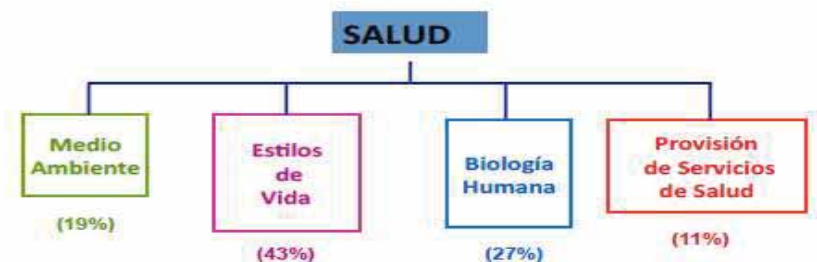 SALUD
Medio
Ambiente
(19%)
Estilos
de
Vida
(43%)
Biología
Humana
(27%)
Provisión
de Servicios
de Salud
(11%)